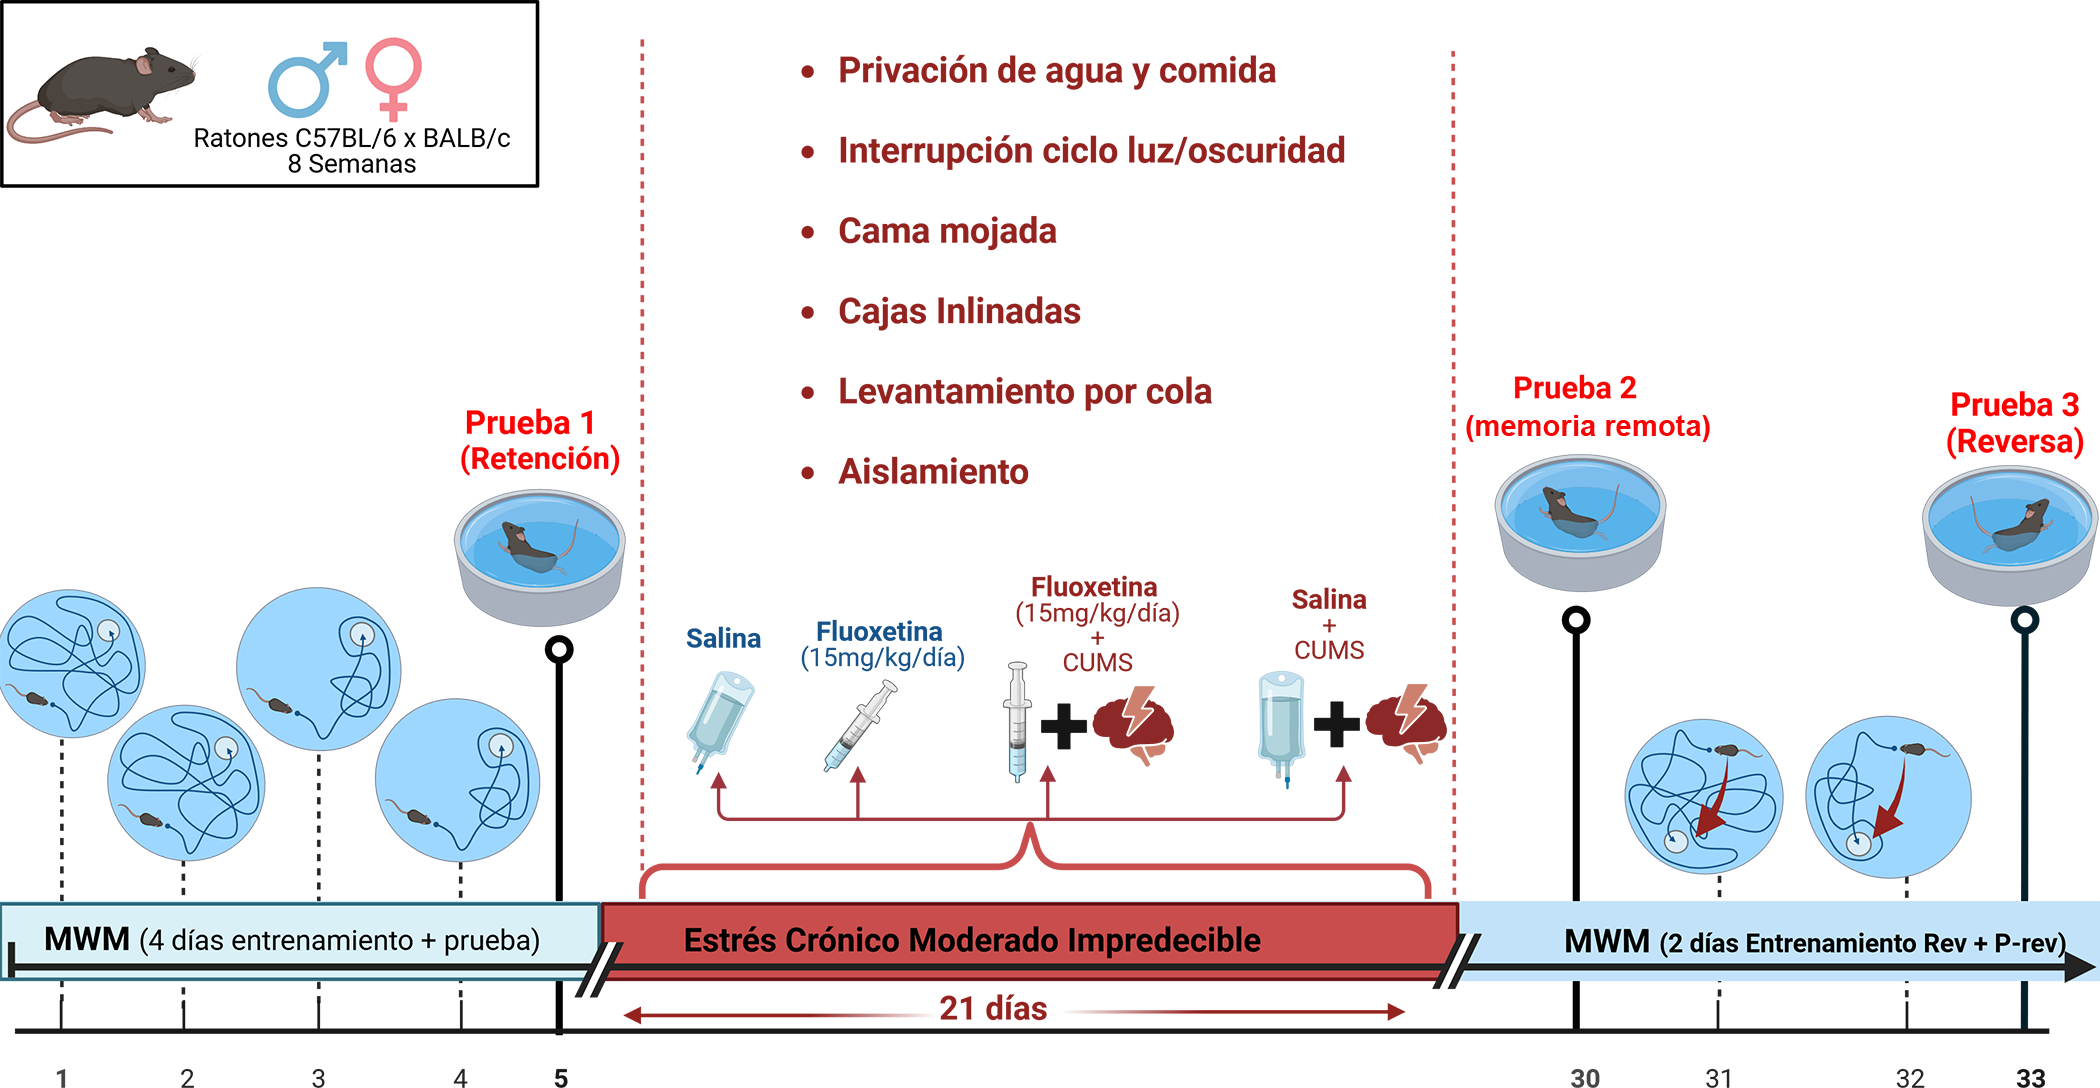 Ratones C57BL/6 x BALB/c
8 Semanas
• Privación de agua y comida
• Interrupción ciclo luz/oscuridad
• Cama mojada
• Cajas Inlinadas
• Levantamiento por cola
• Aislamiento
Prueba 1
(Retención)
Prueba 2
(memoria remota)
Prueba 3
(Reversa)
Salina
Fluoxetina
(15mg/kg/día)
Fluoxetina
(15mg/kg/día)
+
CUMS
Salina
+
CUMS
MWM (4 días entrenamiento + prueba)
Estrés Crónico Moderado Impredecible
MWM (2 días Entrenamiento Rev + P-rev)
21 días
1 2 3 4 5 30 31 32 33